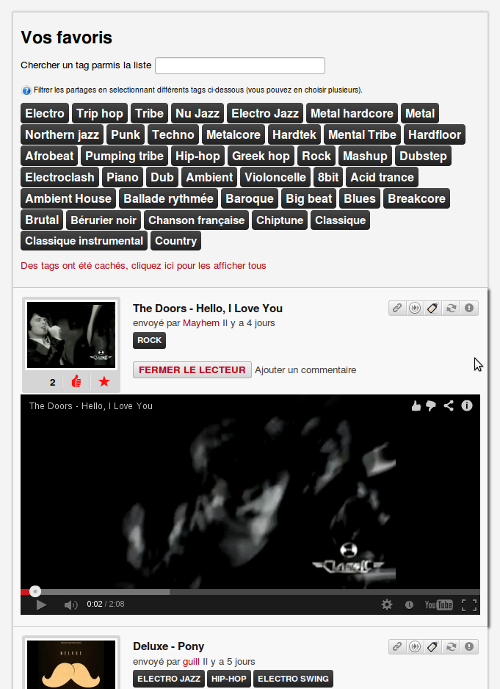 Vos favoris
Chercher un tag parmis la liste
Filtrer les partages en selectionnant différents tags ci-dessous (vous pouvez en choisir plusieurs).
Electro Trip hop Tribe Nu Jazz Electro Jazz Metal hardcore Metal
Northern jazz Punk Techno Metalcore Hardtek Mental Tribe Hardfloor
Afrobeat Pumping tribe Hip-hop Greek hop Rock Mashup Dubstep
Electroclash Piano Dub Ambient Violoncelle 8bit Acid trance
Ambient House Ballade rythmée Baroque Big beat Blues Breakcore
Brutal Bérurier noir Chanson française Chiptune Classique
Classique instrumental Country
Des tags ont été cachés, cliquez ici pour les afficher tous
The Doors - Hello, I Love You
envoyé par Mayhem Il y a 4 jours
ROCK
2
FERMER LE LECTEUR Ajouter un commentaire
The Doors - Hello, I Love You
0:02 / 2:08
YouTube
Deluxe - Pony
envoyé par guill Il y a 5 jours
DELUXE
ELECTRO JAZZ HIP-HOP ELECTRO SWING